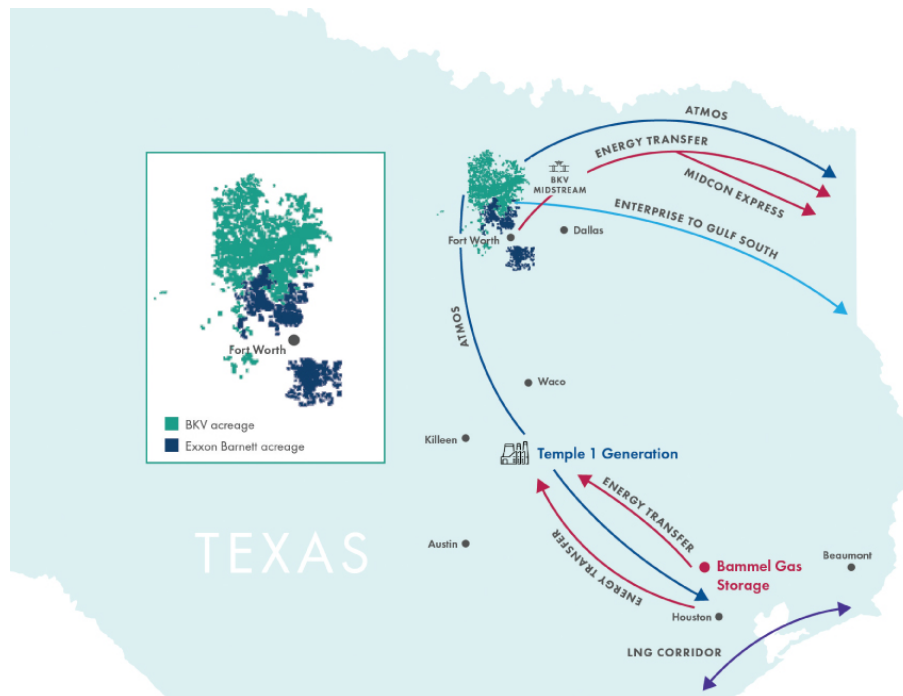 ATMOS
ENERGY TRANSFER
MIDCON EXPRESS
BKV
MIDSTREAM
ENTERPRISE TO GULF SOUTH
Fort Worth
Dallas
ATMOS
Fort Worth
BKV acreage
Exxon Barnett acreage
Waco
Killeen
Temple 1 Generation
ENERGY TRANSFER
ENERGY TRANSFER
TEXAS
Austin
Bammel Gas
Storage
Beaumont
Houston
LNG CORRIDOR